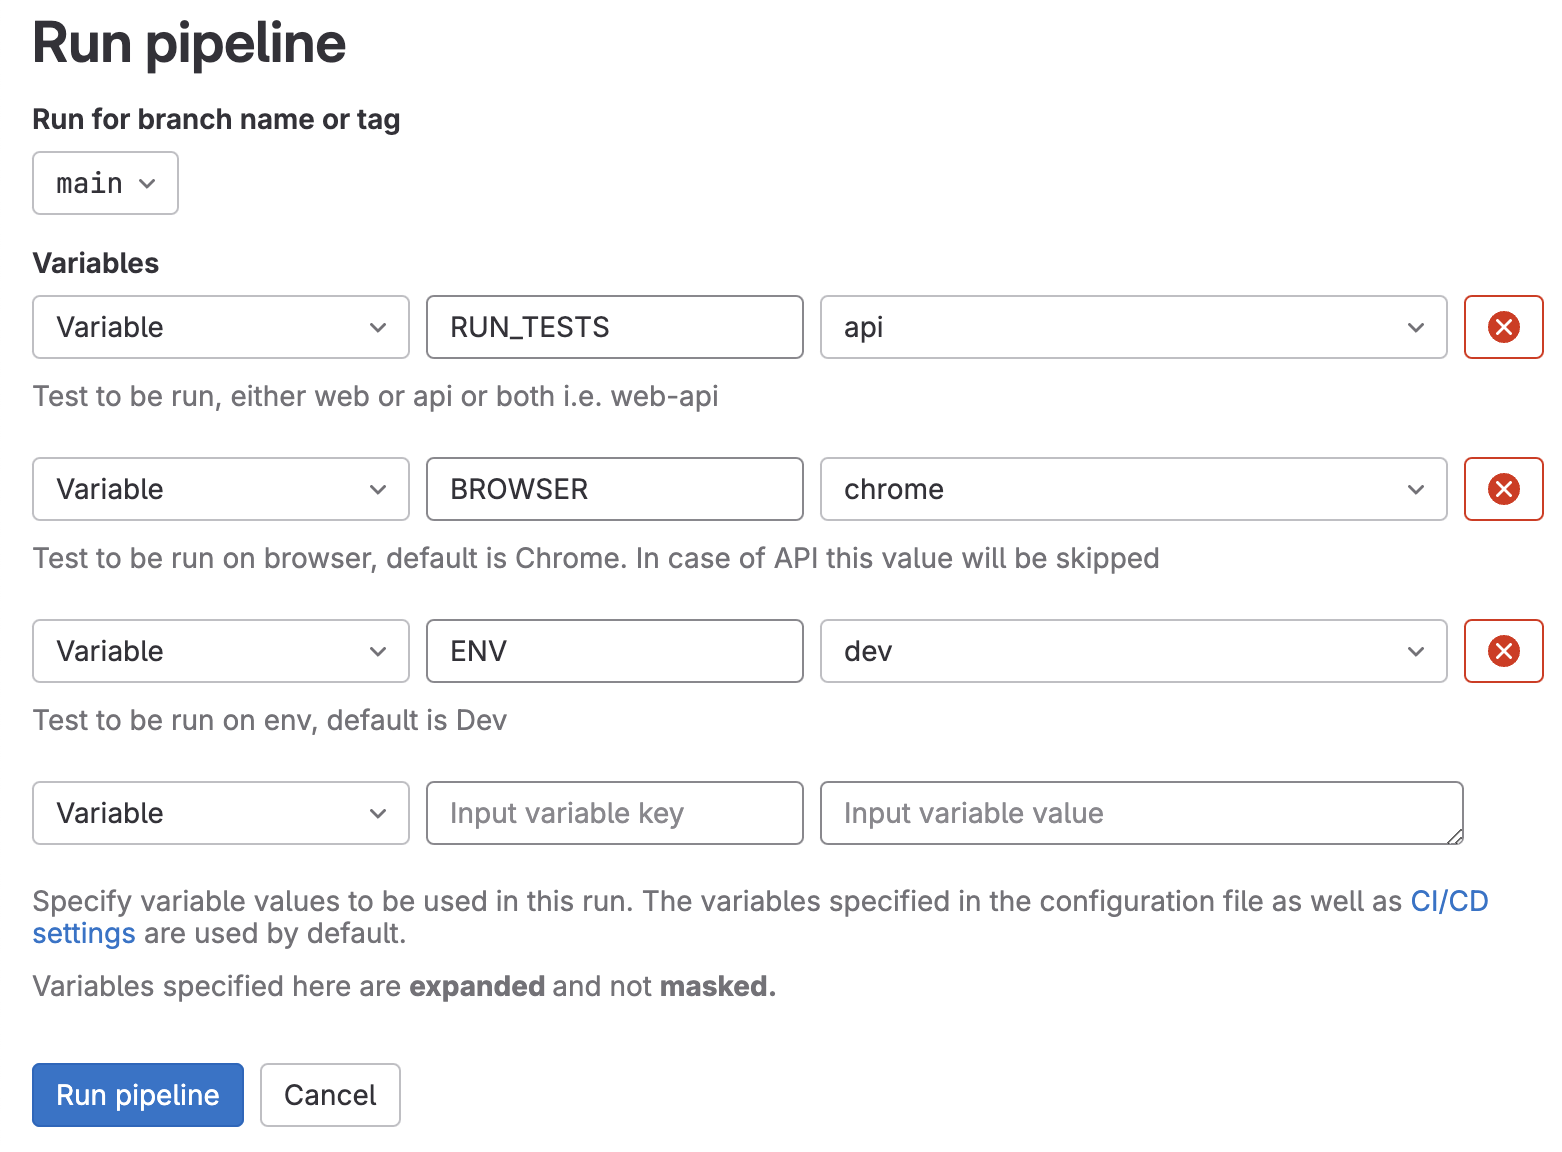 Run pipeline
Run for branch name or tag
main
Variables
Variable RUN_TESTS api
Test to be run, either web or api or both i.e. web-api
Variable BROWSER chrome
Test to be run on browser, default is Chrome. In case of API this value will be skipped
Variable ENV dev
Test to be run on env, default is Dev
Variable Input variable key Input variable value
Specify variable values to be used in this run. The variables specified in the configuration file as well as CI/CD
settings are used by default.
Variables specified here are expanded and not masked.
Run pipeline Cancel